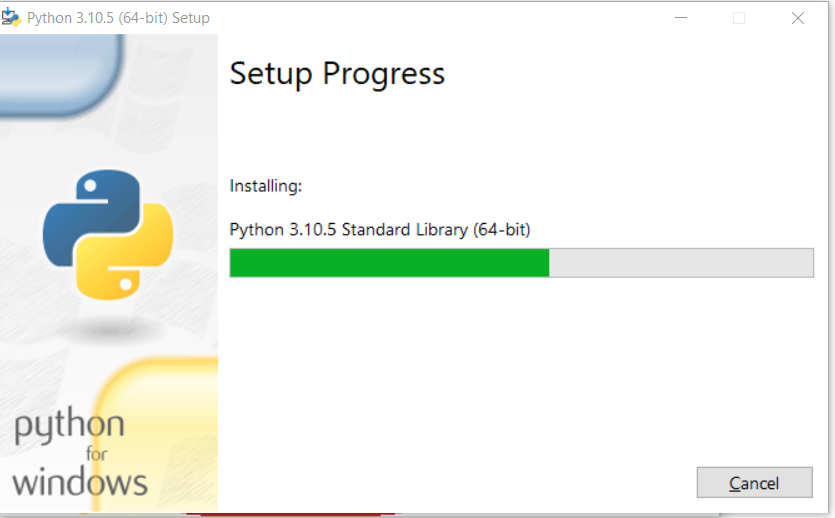 Python 3.10.5 (64-bit) Setup
Setup Progress
Installing:
Python 3.10.5 Standard Library (64-bit)
python
for
windows
Cancel